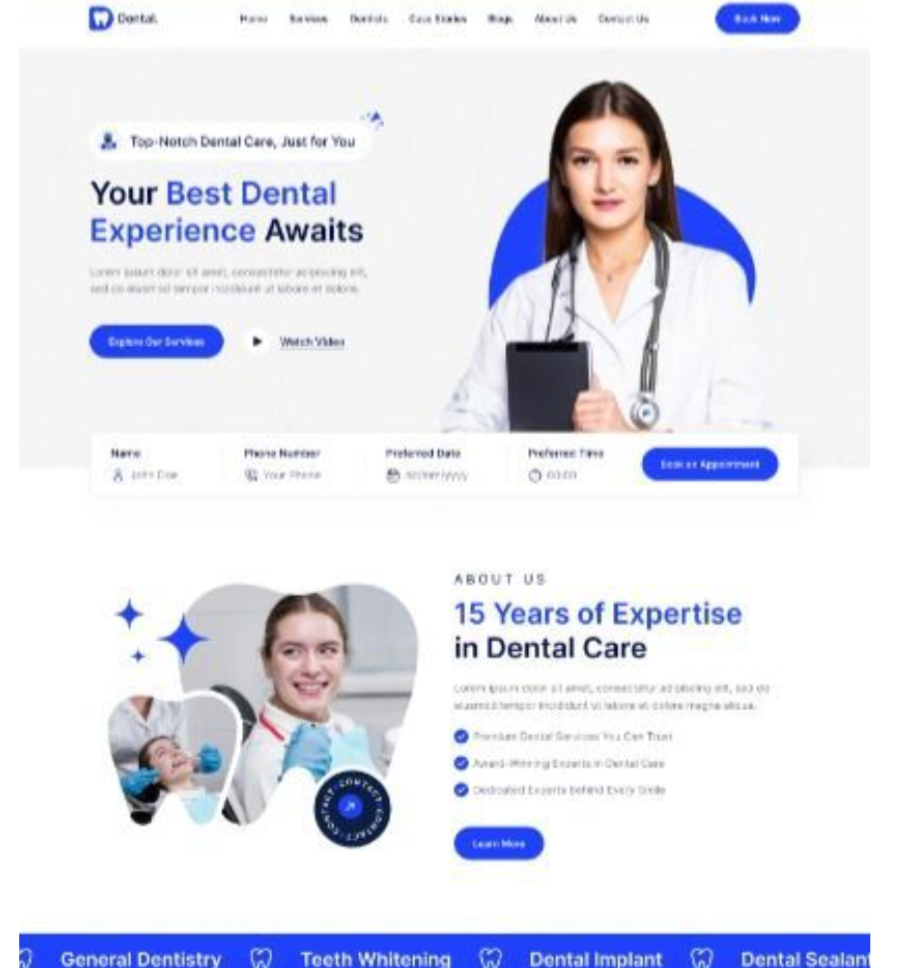 Dental.
Home Services Dentists Case Stories Blogs About Us Contact Us
Book Now
Top-Notch Dental Care, Just for You
Your Best Dental
Experience Awaits
Lorem ipsum dolor sit amet, consectetur adipiscing elit,
sed do eiusmod tempor incididunt ut labore et dolore.
Explore Our Services
Watch Video
Name Phone Number Preferred Date Preferred Time
John Doe Your Phone 00:00
Book an Appointment
ABOUT US
15 Years of Expertise
in Dental Care
Lorem ipsum dolor sit amet, consectetur adipiscing elit, sed do
eiusmod tempor incididunt ut labore et dolore magna aliqua.
Premium Dental Services You Can Trust
Award-Winning Experts in Dental Care
Dedicated Experts behind Every Smile
CONTACT CONTACT CONTACT
Learn More
General Dentistry Teeth Whitening Dental Implant Dental Sealant